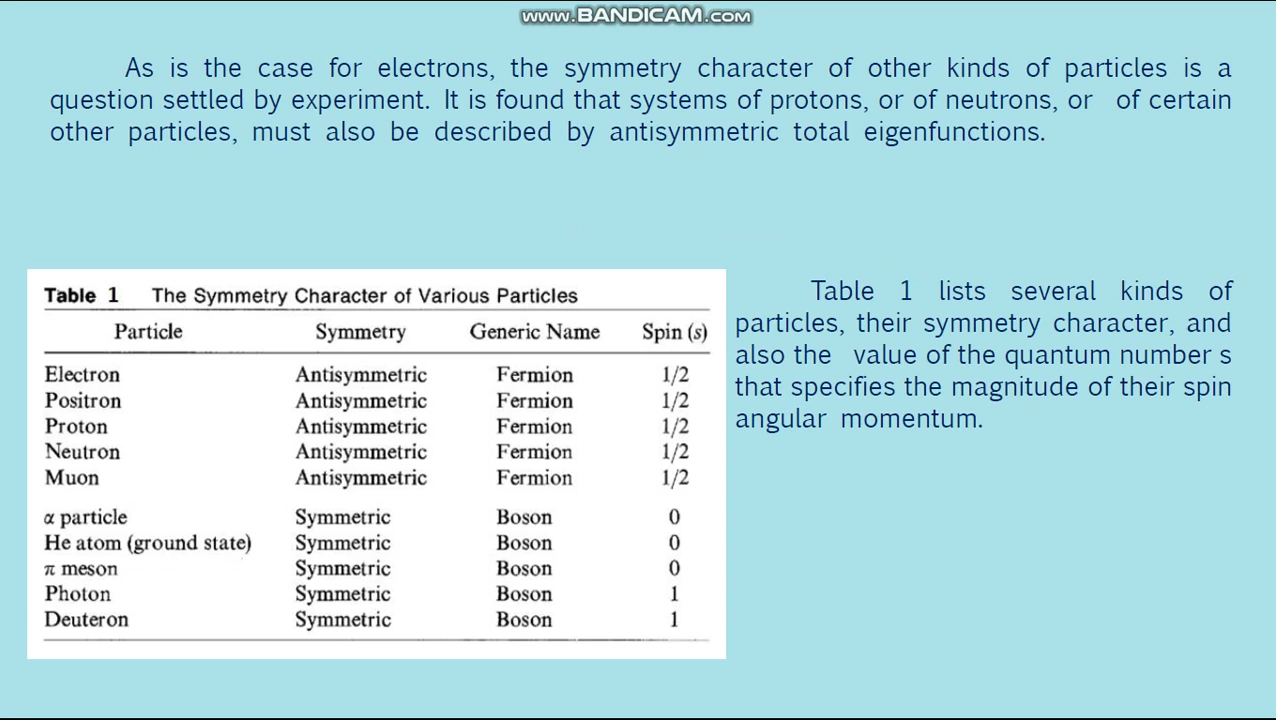 www.BANDICAM.com
As is the case for electrons, the symmetry character of other kinds of particles is a
question settled by experiment. It is found that systems of protons, or of neutrons, or of certain
other particles, must also be described by antisymmetric total eigenfunctions.
Table 1 The Symmetry Character of Various Particles
Particle Symmetry Generic Name Spin (s)
Electron Antisymmetric Fermion 1/2
Positron Antisymmetric Fermion 1/2
Proton Antisymmetric Fermion 1/2
Neutron Antisymmetric Fermion 1/2
Muon Antisymmetric Fermion 1/2
α particle Symmetric Boson 0
He atom (ground state) Symmetric Boson 0
π meson Symmetric Boson 0
Photon Symmetric Boson 1
Deuteron Symmetric Boson 1
Table 1 lists several kinds of
particles, their symmetry character, and
also the value of the quantum number s
that specifies the magnitude of their spin
angular momentum.